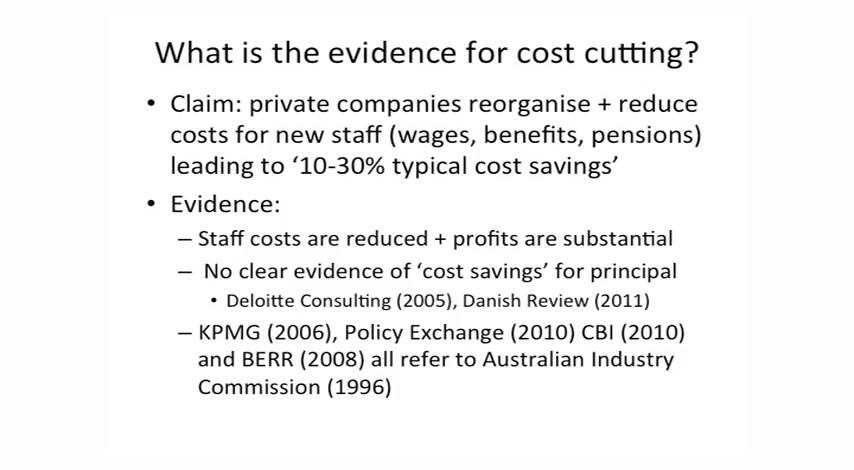 What is the evidence for cost cutting?
• Claim: private companies reorganise + reduce
costs for new staff (wages, benefits, pensions)
leading to ‘10-30% typical cost savings’
• Evidence:
– Staff costs are reduced + profits are substantial
– No clear evidence of ‘cost savings’ for principal
• Deloitte Consulting (2005), Danish Review (2011)
– KPMG (2006), Policy Exchange (2010) CBI (2010)
and BERR (2008) all refer to Australian Industry
Commission (1996)